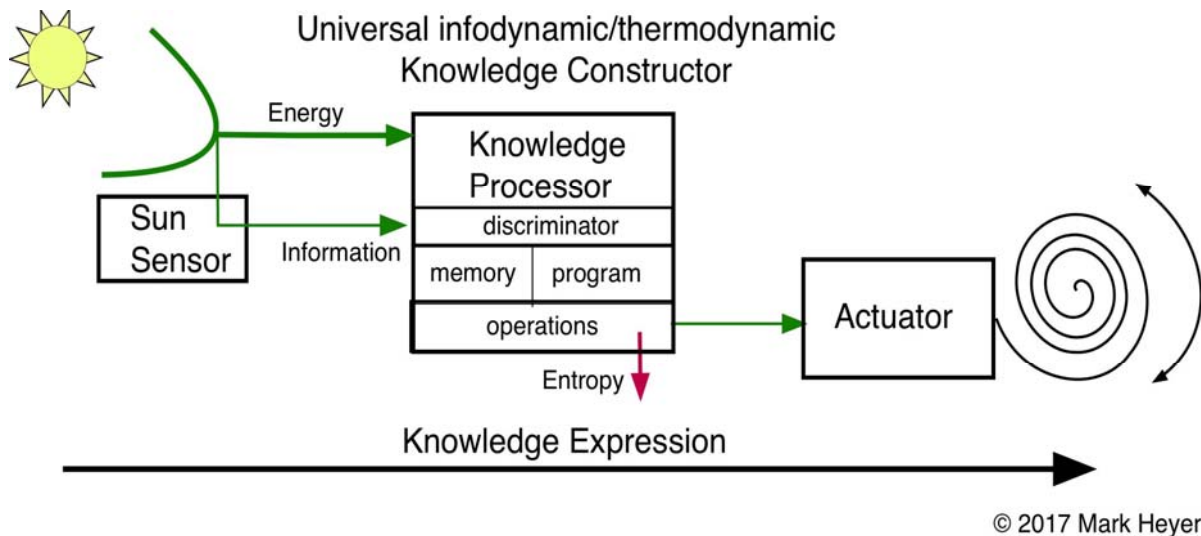 Universal infodynamic/thermodynamic
Knowledge Constructor
Energy
Knowledge
Processor
Sun
Sensor
Information
discriminator
memory program
operations
Actuator
Entropy
Knowledge Expression
© 2017 Mark Heyer